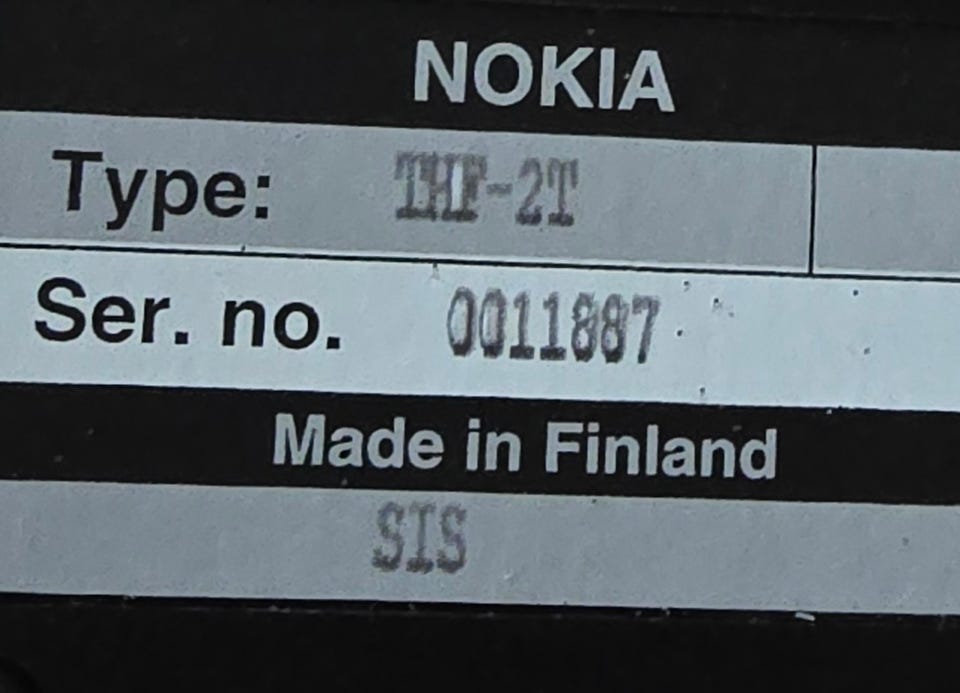 NOKIA
Type: THF-2T
Ser. no. 0011887
Made in Finland
SIS